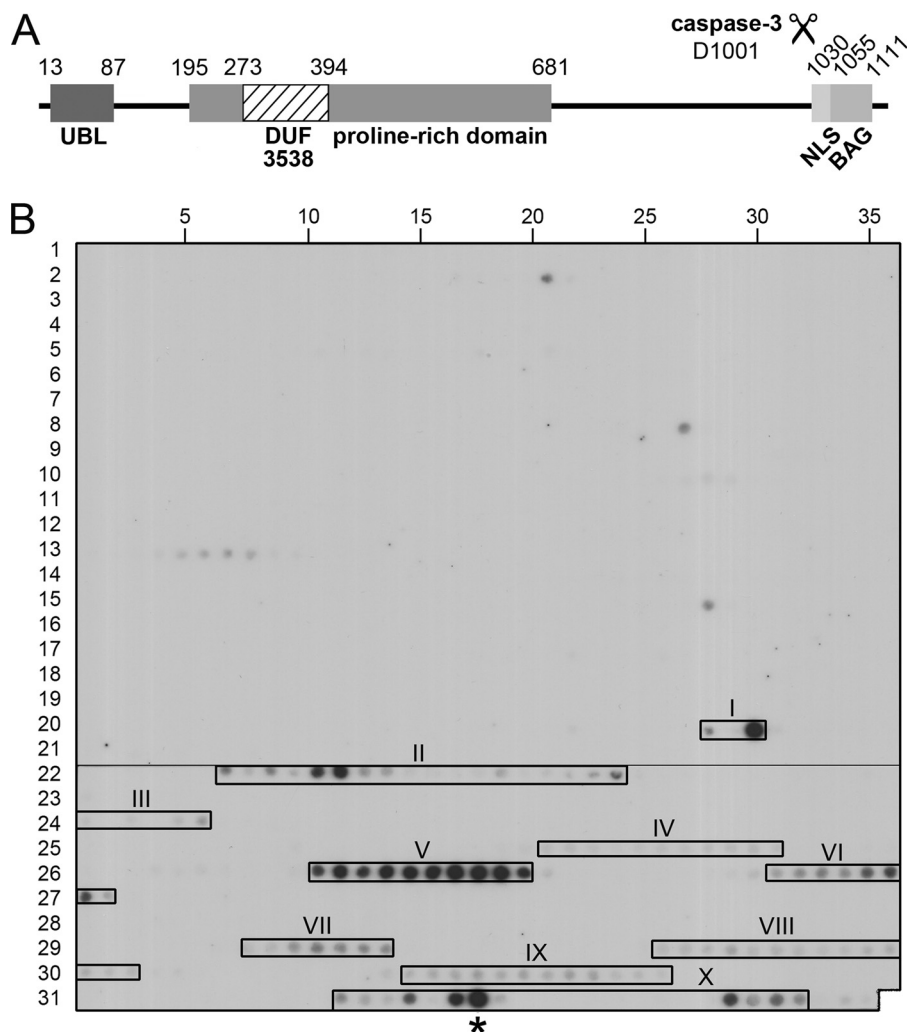 A
caspase-3
D1001
13 87 195 273 394 681 1030 1055 1111
UBL DUF 3538 proline-rich domain NLS BAG
B
5 10 15 20 25 30 35
1
2
3
4
5
6
7
8
9
10
11
12
13
14
15
16
17
18
19
I
20
21
II
22
23
III
24
IV
25
V VI
26
27
28
VII VIII
29
IX X
30
31
*